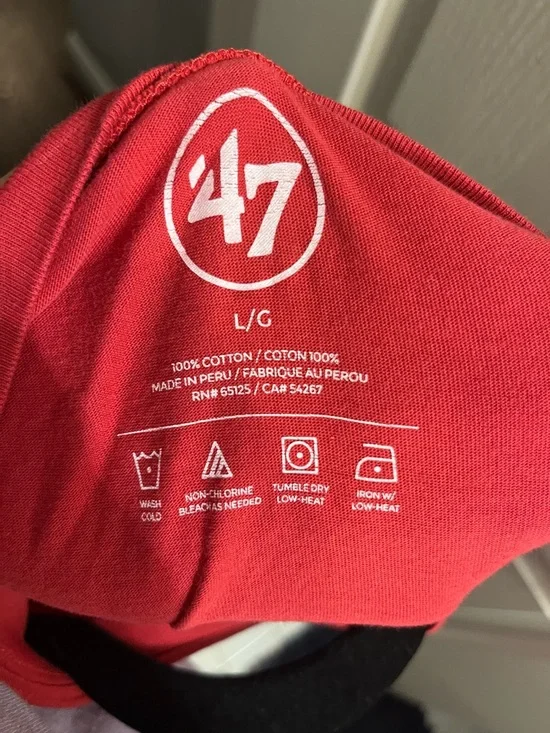 '47
L/G
100% COTTON / COTON 100%
MADE IN PERU / FABRIQUE AU PEROU
RN# 65125 / CA# 54267
WASH
COLD
NON-CHLORINE
BLEACH AS NEEDED
TUMBLE DRY
LOW-HEAT
IRON W/
LOW-HEAT